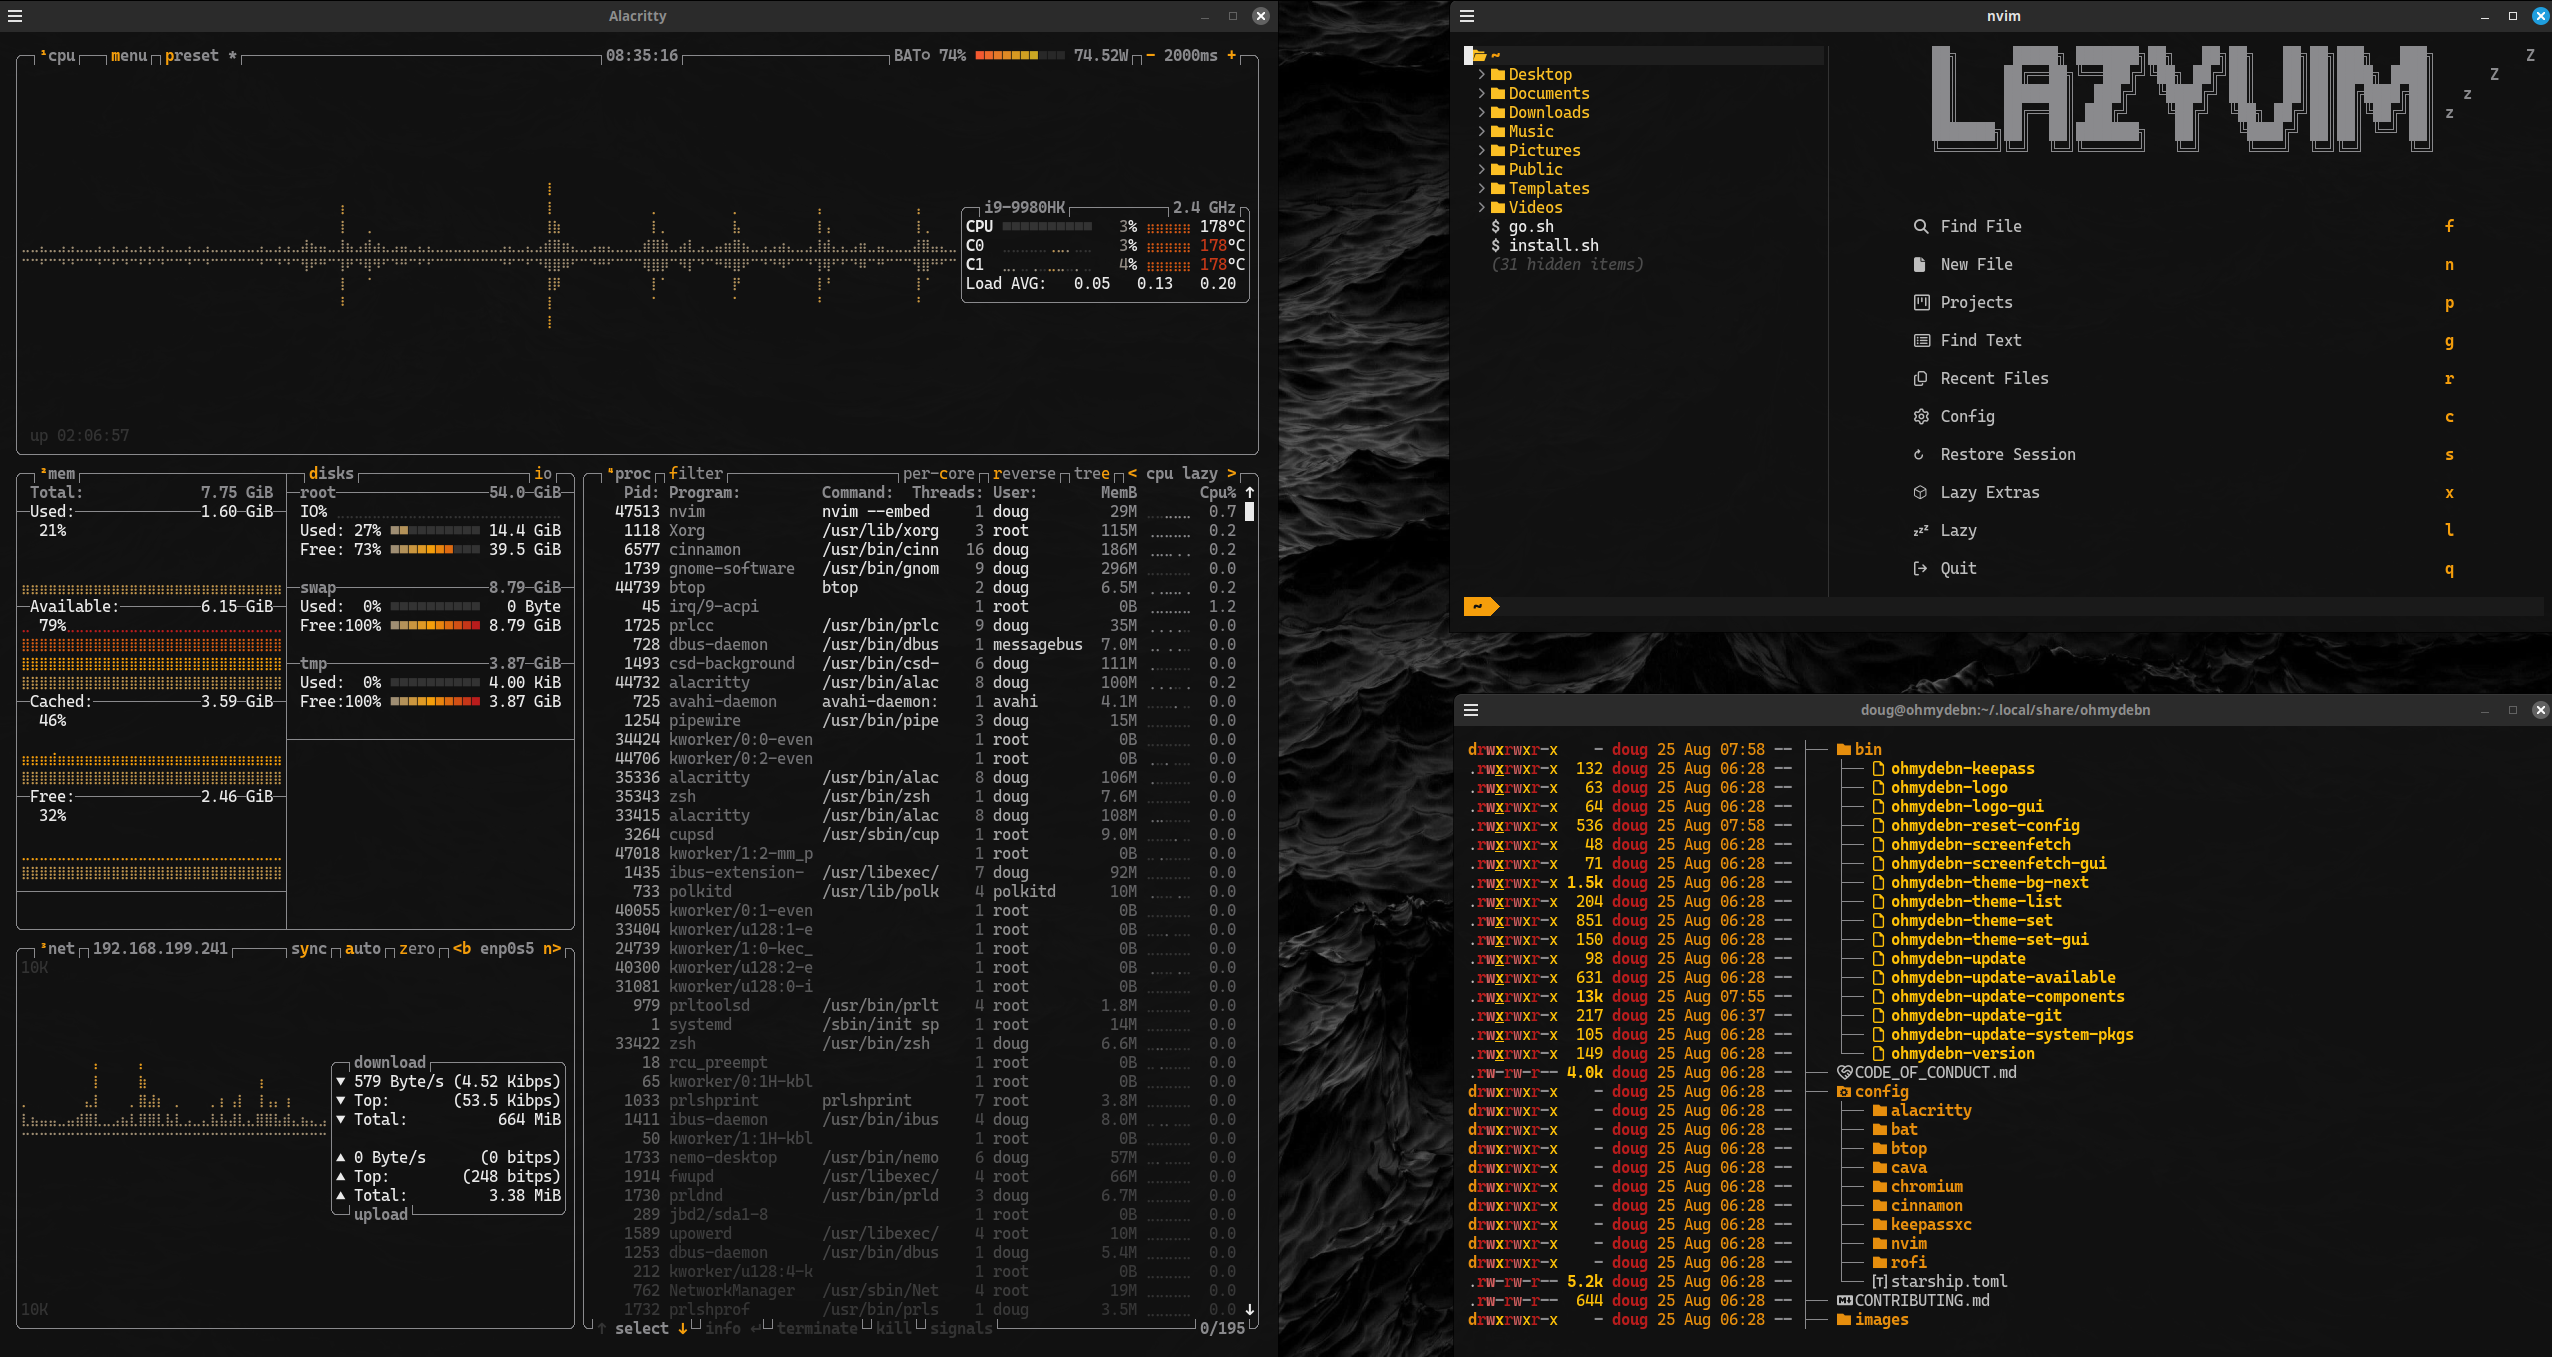 Alacritty
¹cpu menu preset * 08:35:16 BAT○ 74% 74.52W - 2000ms +
i9-9980HK 2.4 GHz
CPU 3% 178°C
C0 3% 178°C
C1 4% 178°C
Load AVG: 0.05 0.13 0.20
up 02:06:57
²mem
Total: 7.75 GiB
Used: 1.60 GiB
21%
Available: 6.15 GiB
79%
Cached: 3.59 GiB
46%
Free: 2.46 GiB
32%
disks io
root 54.0 GiB
IO%
Used: 27% 14.4 GiB
Free: 73% 39.5 GiB
swap 8.79 GiB
Used: 0% 0 Byte
Free:100% 8.79 GiB
tmp 3.87 GiB
Used: 0% 4.00 KiB
Free:100% 3.87 GiB
³net 192.168.199.241 sync auto zero <b enp0s5 n>
10K
download
▼ 579 Byte/s (4.52 Kibps)
▼ Top: (53.5 Kibps)
▼ Total: 664 MiB
▲ 0 Byte/s (0 bitps)
▲ Top: (248 bitps)
▲ Total: 3.38 MiB
upload
10K
⁴proc filter per-core reverse tree < cpu lazy >
Pid: Program: Command: Threads: User: MemB Cpu% ↑
47513 nvim nvim --embed 1 doug 29M 0.7
1118 Xorg /usr/lib/xorg 3 root 115M 0.2
6577 cinnamon /usr/bin/cinn 16 doug 186M 0.2
1739 gnome-software /usr/bin/gnom 9 doug 296M 0.0
44739 btop btop 2 doug 6.5M 0.2
45 irq/9-acpi 1 root 0B 1.2
1725 prlcc /usr/bin/prlc 9 doug 35M 0.0
728 dbus-daemon /usr/bin/dbus 1 messagebus 7.0M 0.0
1493 csd-background /usr/bin/csd- 6 doug 111M 0.0
44732 alacritty /usr/bin/alac 8 doug 100M 0.2
725 avahi-daemon avahi-daemon: 1 avahi 4.1M 0.0
1254 pipewire /usr/bin/pipe 3 doug 15M 0.0
34424 kworker/0:0-even 1 root 0B 0.0
44706 kworker/0:2-even 1 root 0B 0.0
35336 alacritty /usr/bin/alac 8 doug 106M 0.0
35343 zsh /usr/bin/zsh 1 doug 7.6M 0.0
33415 alacritty /usr/bin/alac 8 doug 108M 0.0
3264 cupsd /usr/sbin/cup 1 root 9.0M 0.0
47018 kworker/1:2-mm_p 1 root 0B 0.0
1435 ibus-extension- /usr/libexec/ 7 doug 92M 0.0
733 polkitd /usr/lib/polk 4 polkitd 10M 0.0
40055 kworker/0:1-even 1 root 0B 0.0
33404 kworker/u128:1-e 1 root 0B 0.0
24739 kworker/1:0-kec_ 1 root 0B 0.0
40300 kworker/u128:2-e 1 root 0B 0.0
31081 kworker/u128:0-i 1 root 0B 0.0
979 prltoolsd /usr/bin/prlt 4 root 1.8M 0.0
1 systemd /sbin/init sp 1 root 14M 0.0
33422 zsh /usr/bin/zsh 1 doug 6.6M 0.0
18 rcu_preempt 1 root 0B 0.0
65 kworker/0:1H-kbl 1 root 0B 0.0
1033 prlshprint prlshprint 7 root 3.8M 0.0
1411 ibus-daemon /usr/bin/ibus 4 doug 8.0M 0.0
50 kworker/1:1H-kbl 1 root 0B 0.0
1733 nemo-desktop /usr/bin/nemo 6 doug 57M 0.0
1914 fwupd /usr/libexec/ 4 root 66M 0.0
1730 prldnd /usr/bin/prld 3 doug 6.7M 0.0
289 jbd2/sda1-8 1 root 0B 0.0
1589 upowerd /usr/libexec/ 4 root 10M 0.0
1253 dbus-daemon /usr/bin/dbus 1 doug 5.4M 0.0
212 kworker/u128:4-k 1 root 0B 0.0
762 NetworkManager /usr/sbin/Net 4 root 19M 0.0
1732 prlshprof /usr/bin/prls 1 doug 3.5M 0.0 ↓
↑ select ↓ info ↵ terminate kill signals 0/195
nvim
~
Desktop
Documents
Downloads
Music
Pictures
Public
Templates
Videos
$ go.sh
$ install.sh
(31 hidden items)
LAZYVIM Z
Z
z
z
Find File f
New File n
Projects p
Find Text g
Recent Files r
Config c
Restore Session s
Lazy Extras x
zzz Lazy l
Quit q
~
doug@ohmydebn:~/.local/share/ohmydebn
drwxrwxr-x - doug 25 Aug 07:58 -- bin
.rwxrwxr-x 132 doug 25 Aug 06:28 -- ohmydebn-keepass
.rwxrwxr-x 63 doug 25 Aug 06:28 -- ohmydebn-logo
.rwxrwxr-x 64 doug 25 Aug 06:28 -- ohmydebn-logo-gui
.rwxrwxr-x 536 doug 25 Aug 07:58 -- ohmydebn-reset-config
.rwxrwxr-x 48 doug 25 Aug 06:28 -- ohmydebn-screenfetch
.rwxrwxr-x 71 doug 25 Aug 06:28 -- ohmydebn-screenfetch-gui
.rwxrwxr-x 1.5k doug 25 Aug 06:28 -- ohmydebn-theme-bg-next
.rwxrwxr-x 204 doug 25 Aug 06:28 -- ohmydebn-theme-list
.rwxrwxr-x 851 doug 25 Aug 06:28 -- ohmydebn-theme-set
.rwxrwxr-x 150 doug 25 Aug 06:28 -- ohmydebn-theme-set-gui
.rwxrwxr-x 98 doug 25 Aug 06:28 -- ohmydebn-update
.rwxrwxr-x 631 doug 25 Aug 06:28 -- ohmydebn-update-available
.rwxrwxr-x 13k doug 25 Aug 07:55 -- ohmydebn-update-components
.rwxrwxr-x 217 doug 25 Aug 06:37 -- ohmydebn-update-git
.rwxrwxr-x 105 doug 25 Aug 06:28 -- ohmydebn-update-system-pkgs
.rwxrwxr-x 149 doug 25 Aug 06:28 -- ohmydebn-version
.rw-rw-r-- 4.0k doug 25 Aug 06:28 -- CODE_OF_CONDUCT.md
drwxrwxr-x - doug 25 Aug 06:28 -- config
drwxrwxr-x - doug 25 Aug 06:28 -- alacritty
drwxrwxr-x - doug 25 Aug 06:28 -- bat
drwxrwxr-x - doug 25 Aug 06:28 -- btop
drwxrwxr-x - doug 25 Aug 06:28 -- cava
drwxrwxr-x - doug 25 Aug 06:28 -- chromium
drwxrwxr-x - doug 25 Aug 06:28 -- cinnamon
drwxrwxr-x - doug 25 Aug 06:28 -- keepassxc
drwxrwxr-x - doug 25 Aug 06:28 -- nvim
drwxrwxr-x - doug 25 Aug 06:28 -- rofi
.rw-rw-r-- 5.2k doug 25 Aug 06:28 -- [T] starship.toml
.rw-rw-r-- 644 doug 25 Aug 06:28 -- CONTRIBUTING.md
drwxrwxr-x - doug 25 Aug 06:28 -- images